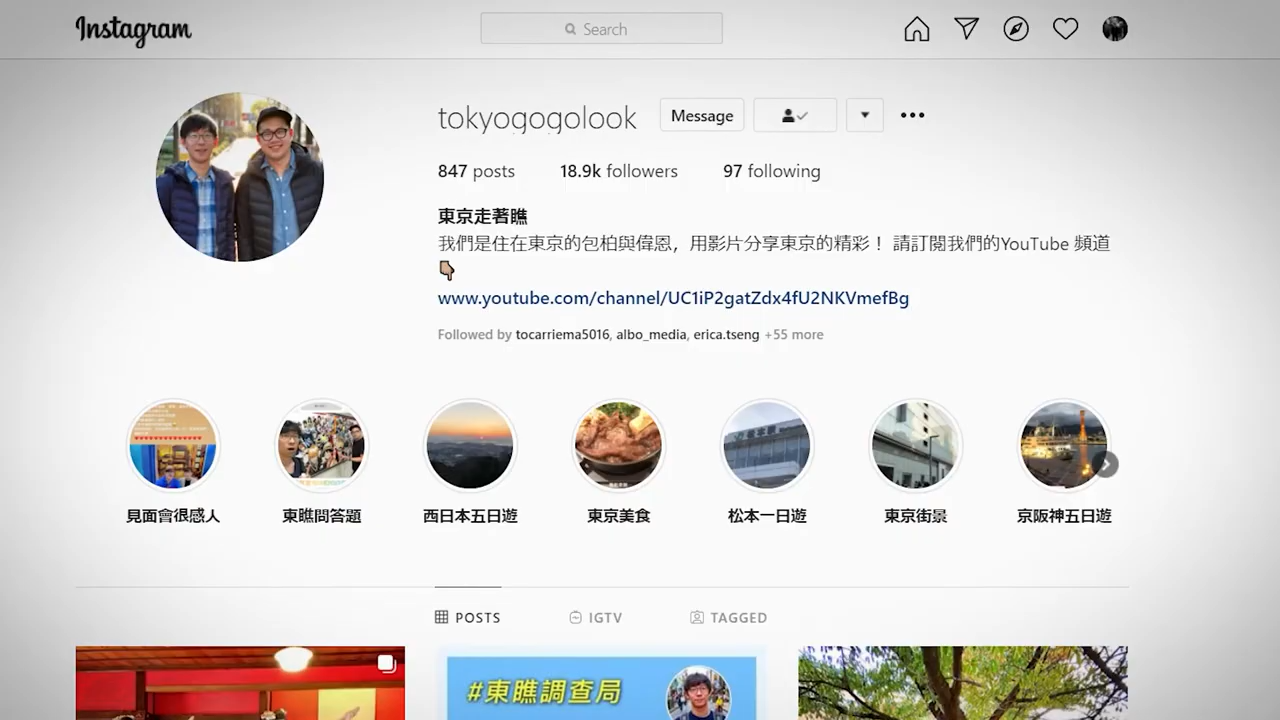 Instagram
Search
tokyogogolook
Message
847 posts
18.9k followers
97 following
東京走著瞧
我們是住在東京的包柏與偉恩，用影片分享東京的精彩！ 請訂閱我們的YouTube 頻道
👇🏽
www.youtube.com/channel/UC1iP2gatZdx4fU2NKVmefBg
Followed by tocarriema5016, albo_media, erica.tseng +55 more
見面會很感人
東瞧問答題
西日本五日遊
東京美食
松本一日遊
東京街景
京阪神五日遊
POSTS
IGTV
TAGGED
#東瞧調查局